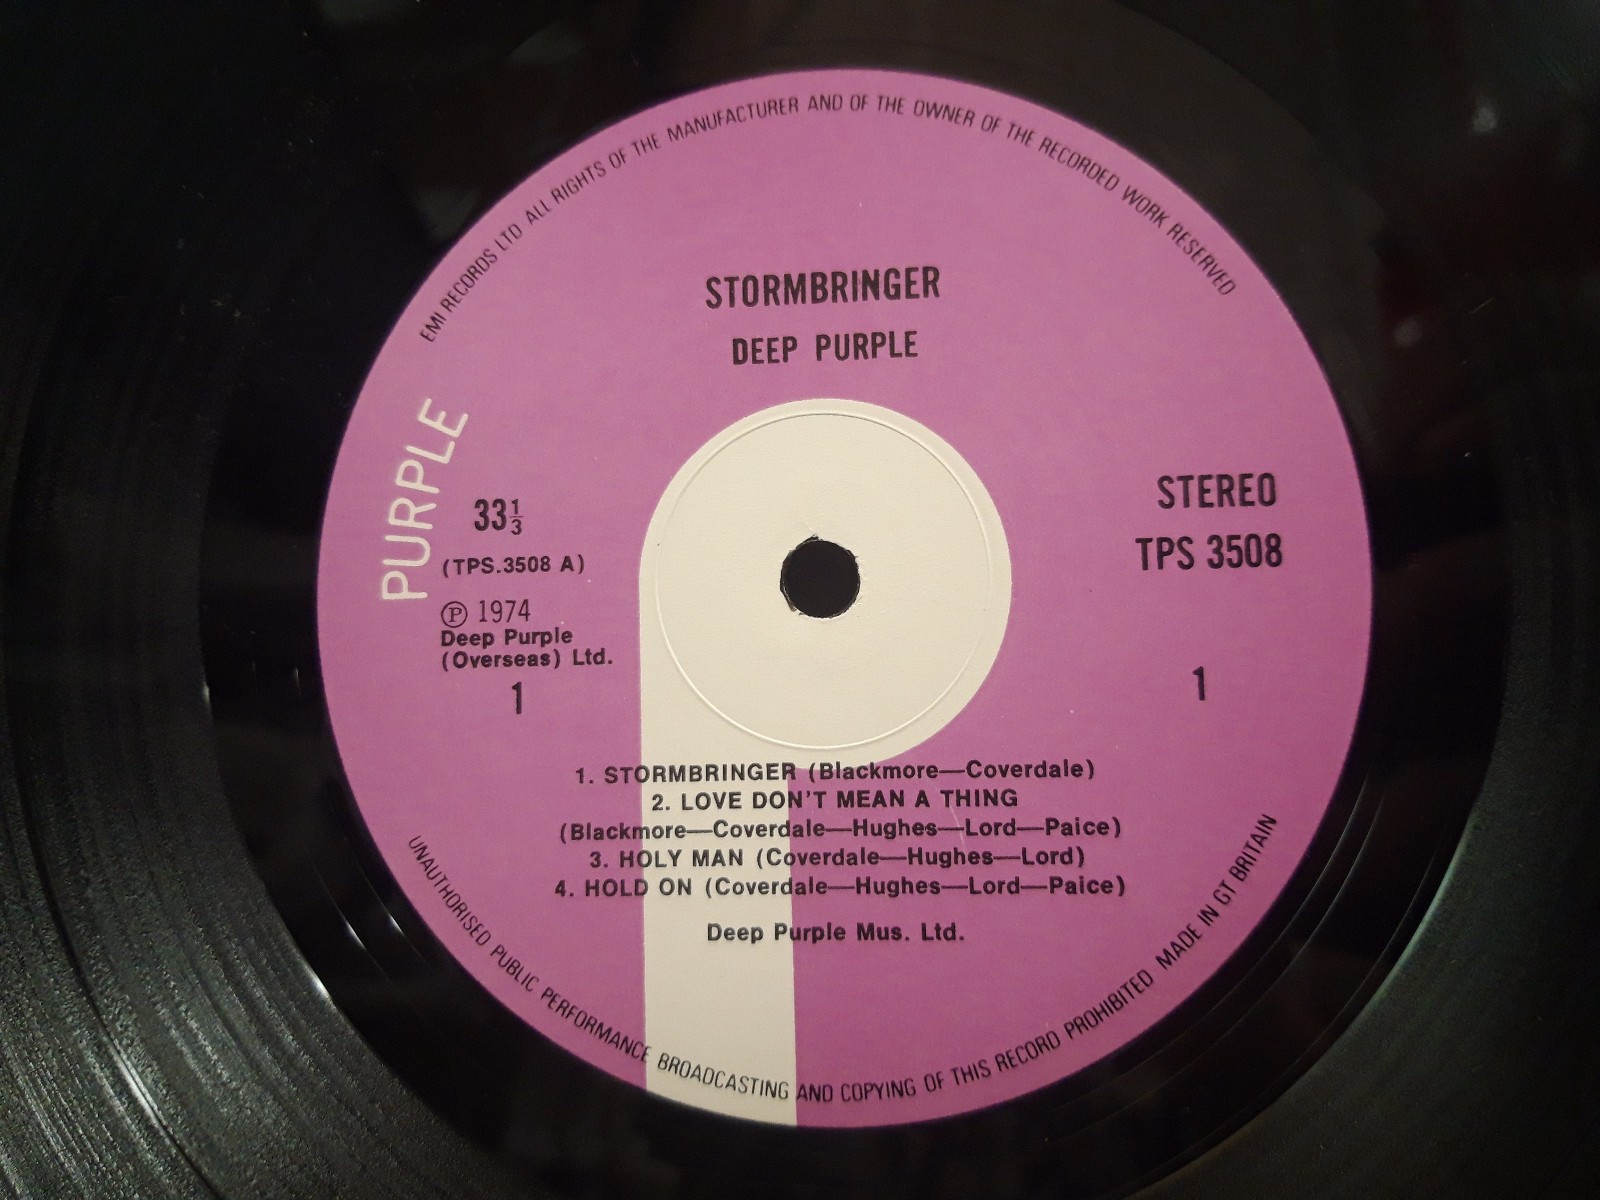 EMI RECORDS LTD ALL RIGHTS OF THE MANUFACTURER AND OF THE OWNER OF THE RECORDED WORK RESERVED
STORMBRINGER
DEEP PURPLE
PURPLE
33⅓
(TPS.3508 A)
Ⓟ 1974
Deep Purple
(Overseas) Ltd.
1
STEREO
TPS 3508
1
1. STORMBRINGER (Blackmore—Coverdale)
2. LOVE DON'T MEAN A THING
(Blackmore—Coverdale—Hughes—Lord—Paice)
3. HOLY MAN (Coverdale—Hughes—Lord)
4. HOLD ON (Coverdale—Hughes—Lord—Paice)
Deep Purple Mus. Ltd.
UNAUTHORISED PUBLIC PERFORMANCE BROADCASTING AND COPYING OF THIS RECORD PROHIBITED MADE IN GT BRITAIN